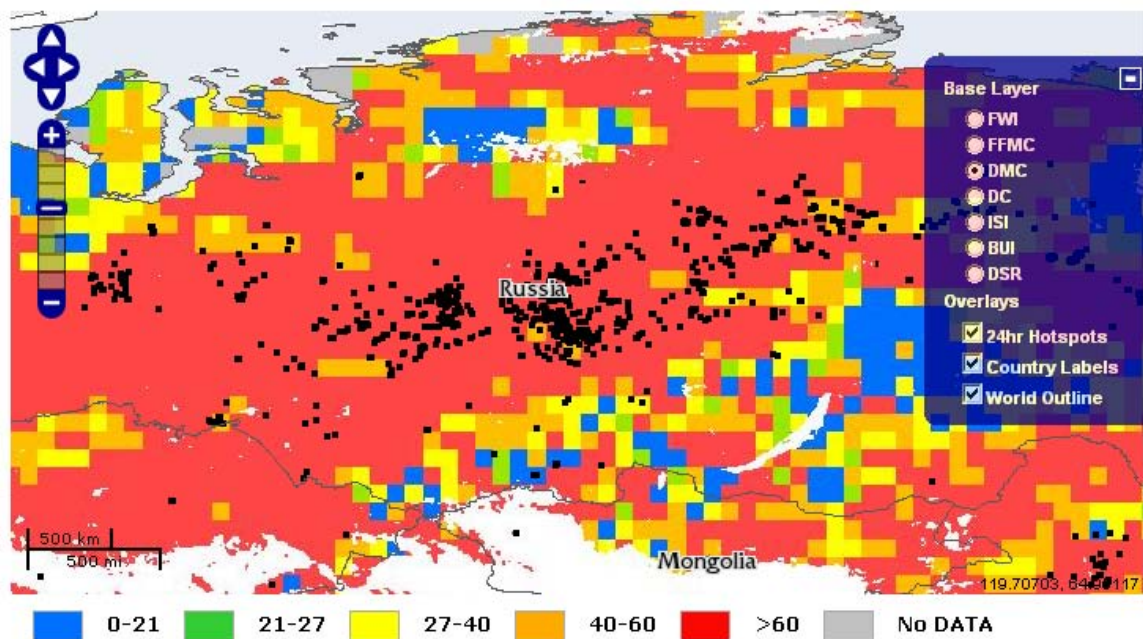 Base Layer
FWI
FFMC
DMC
DC
ISI
BUI
DSR
Overlays
24hr Hotspots
Country Labels
World Outline
Russia
Mongolia
500 km
500 mi
0-21
21-27
27-40
40-60
>60
No DATA